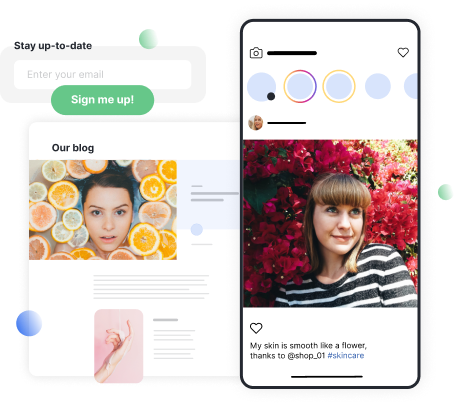 Stay up-to-date
Enter your email
Sign me up!
Our blog
My skin is smooth like a flower,
thanks to @shop_01 #skincare